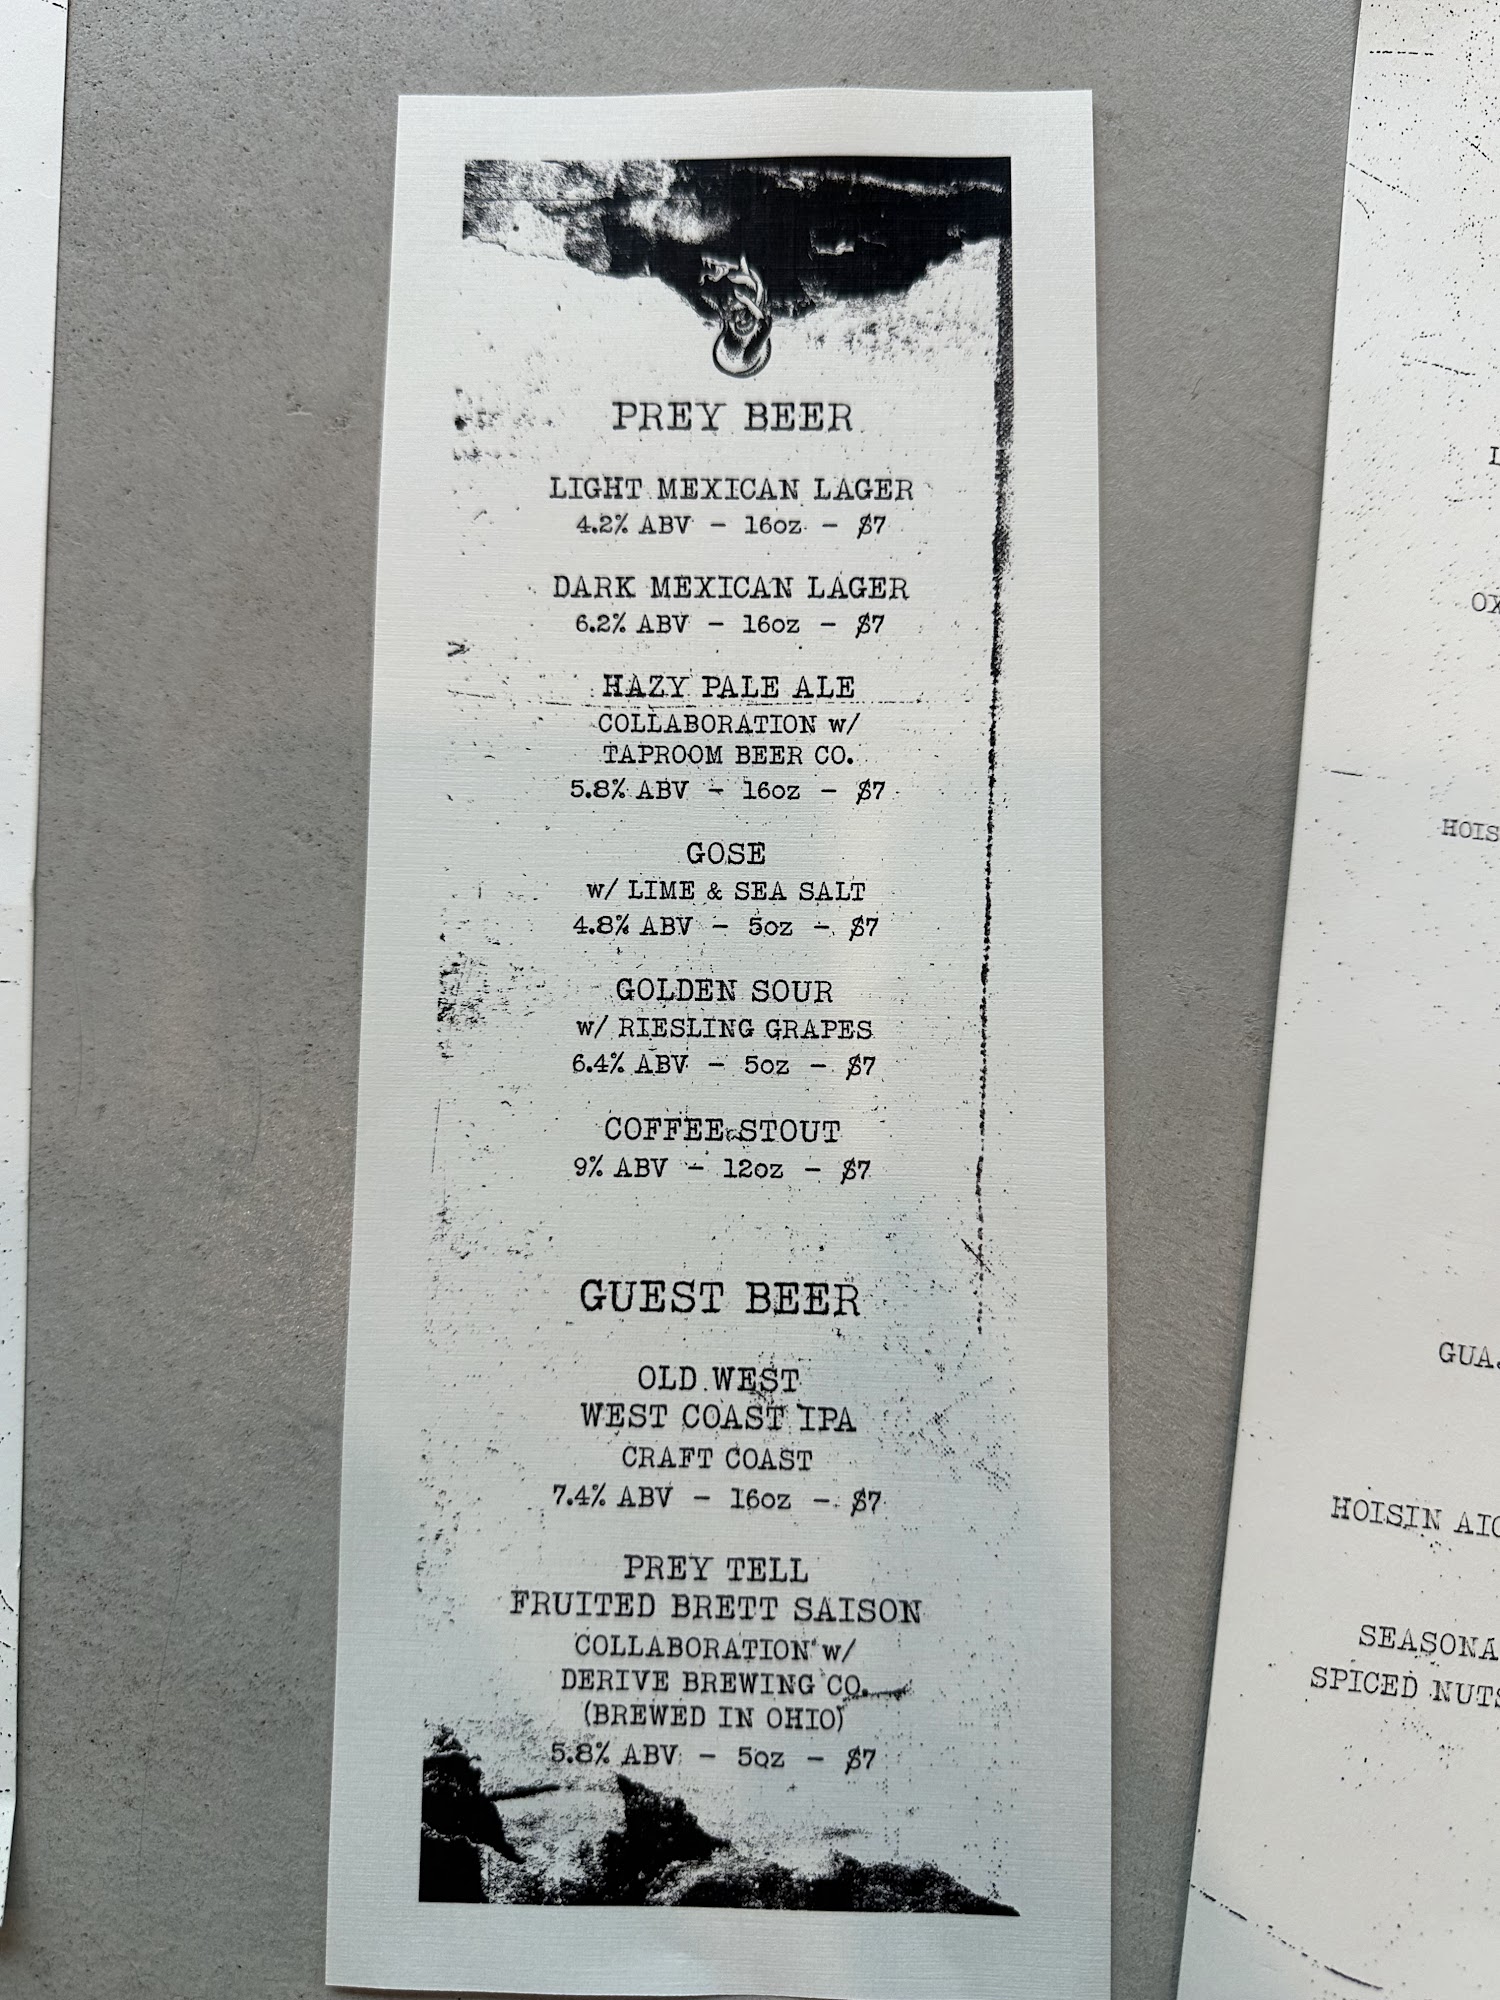 PREY BEER
LIGHT MEXICAN LAGER
4.2% ABV - 16oz - $7
DARK MEXICAN LAGER
6.2% ABV - 16oz - $7
HAZY PALE ALE
COLLABORATION w/
TAPROOM BEER CO.
5.8% ABV - 16oz - $7
GOSE
w/ LIME & SEA SALT
4.8% ABV - 5oz - $7
GOLDEN SOUR
w/ RIESLING GRAPES
6.4% ABV - 5oz - $7
COFFEE STOUT
9% ABV - 12oz - $7
GUEST BEER
OLD WEST
WEST COAST IPA
CRAFT COAST
7.4% ABV - 16oz - $7
PREY TELL
FRUITED BRETT SAISON
COLLABORATION w/
DERIVE BREWING CO.
(BREWED IN OHIO)
5.8% ABV - 5oz - $7
HOISIN
SPICED NUTS